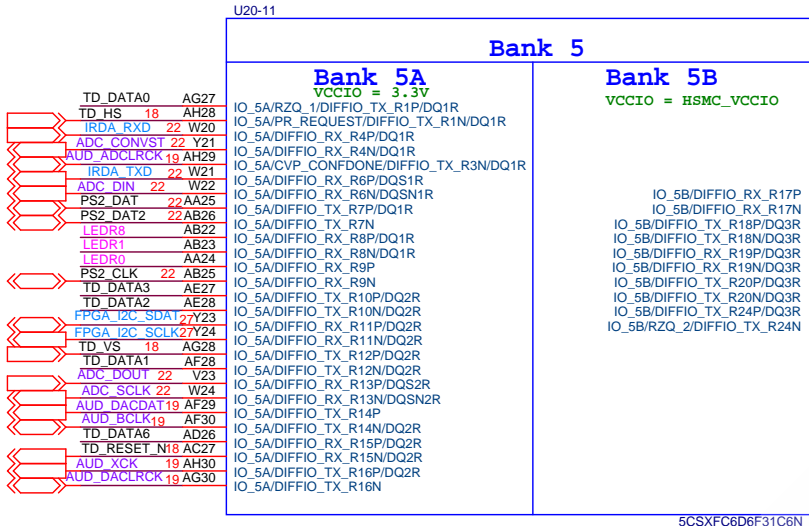 U20-11
Bank 5
Bank 5A
VCCIO = 3.3V
Bank 5B
VCCIO = HSMC_VCCIO
TD_DATA0 AG27 IO_5A/RZQ_1/DIFFIO_TX_R1P/DQ1R
TD_HS 18 AH28 IO_5A/PR_REQUEST/DIFFIO_TX_R1N/DQ1R
IRDA_RXD 22 W20 IO_5A/DIFFIO_RX_R4P/DQ1R
ADC_CONVST 22 Y21 IO_5A/DIFFIO_RX_R4N/DQ1R
AUD_ADCLRCK 19 AH29 IO_5A/CVP_CONFDONE/DIFFIO_TX_R3N/DQ1R
IRDA_TXD 22 W21 IO_5A/DIFFIO_RX_R6P/DQS1R
ADC_DIN 22 W22 IO_5A/DIFFIO_RX_R6N/DQSN1R
PS2_DAT 22 AA25 IO_5A/DIFFIO_TX_R7P/DQ1R
PS2_DAT2 22 AB26 IO_5A/DIFFIO_TX_R7N
LEDR8 AB22 IO_5A/DIFFIO_RX_R8P/DQ1R
LEDR1 AB23 IO_5A/DIFFIO_RX_R8N/DQ1R
LEDR0 AA24 IO_5A/DIFFIO_RX_R9P
PS2_CLK 22 AB25 IO_5A/DIFFIO_RX_R9N
TD_DATA3 AE27 IO_5A/DIFFIO_TX_R10P/DQ2R
TD_DATA2 AE28 IO_5A/DIFFIO_TX_R10N/DQ2R
FPGA_I2C_SDAT 27 Y23 IO_5A/DIFFIO_RX_R11P/DQ2R
FPGA_I2C_SCLK 27 Y24 IO_5A/DIFFIO_RX_R11N/DQ2R
TD_VS 18 AG28 IO_5A/DIFFIO_TX_R12P/DQ2R
TD_DATA1 AF28 IO_5A/DIFFIO_TX_R12N/DQ2R
ADC_DOUT 22 V23 IO_5A/DIFFIO_RX_R13P/DQS2R
ADC_SCLK 22 W24 IO_5A/DIFFIO_RX_R13N/DQSN2R
AUD_DACDAT 19 AF29 IO_5A/DIFFIO_TX_R14P
AUD_BCLK 19 AF30 IO_5A/DIFFIO_TX_R14N/DQ2R
TD_DATA6 AD26 IO_5A/DIFFIO_RX_R15P/DQ2R
TD_RESET_N 18 AC27 IO_5A/DIFFIO_RX_R15N/DQ2R
AUD_XCK 19 AH30 IO_5A/DIFFIO_TX_R16P/DQ2R
AUD_DACLRCK 19 AG30 IO_5A/DIFFIO_TX_R16N
IO_5B/DIFFIO_RX_R17P
IO_5B/DIFFIO_RX_R17N
IO_5B/DIFFIO_TX_R18P/DQ3R
IO_5B/DIFFIO_TX_R18N/DQ3R
IO_5B/DIFFIO_RX_R19P/DQ3R
IO_5B/DIFFIO_RX_R19N/DQ3R
IO_5B/DIFFIO_TX_R20P/DQ3R
IO_5B/DIFFIO_TX_R20N/DQ3R
IO_5B/DIFFIO_TX_R24P/DQ3R
IO_5B/RZQ_2/DIFFIO_TX_R24N
5CSXFC6D6F31C6N